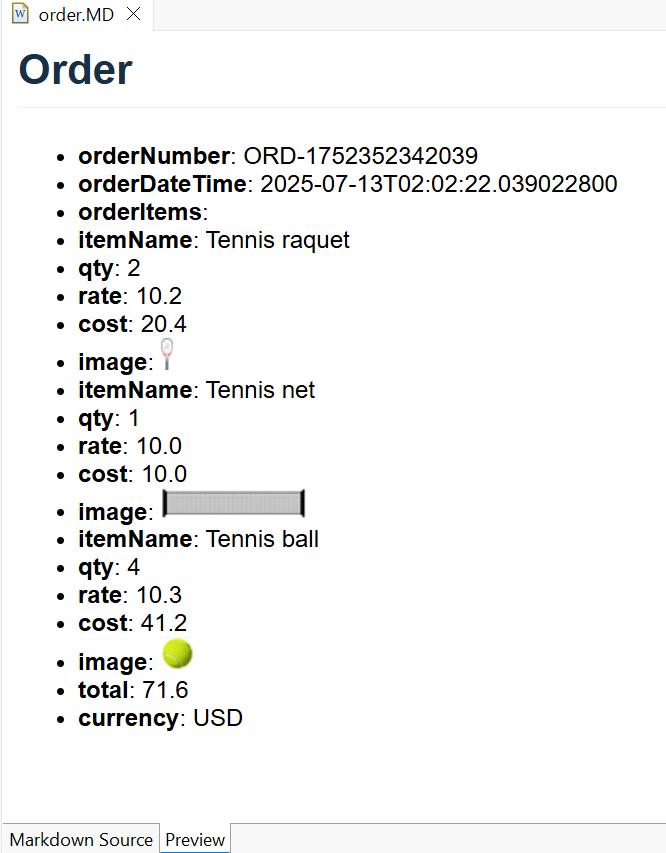 order.MD
Order
orderNumber: ORD-1752352342039
orderDateTime: 2025-07-13T02:02:22.039022800
orderItems:
itemName: Tennis raquet
qty: 2
rate: 10.2
cost: 20.4
image:
itemName: Tennis net
qty: 1
rate: 10.0
cost: 10.0
image:
itemName: Tennis ball
qty: 4
rate: 10.3
cost: 41.2
image:
total: 71.6
currency: USD
Markdown Source Preview